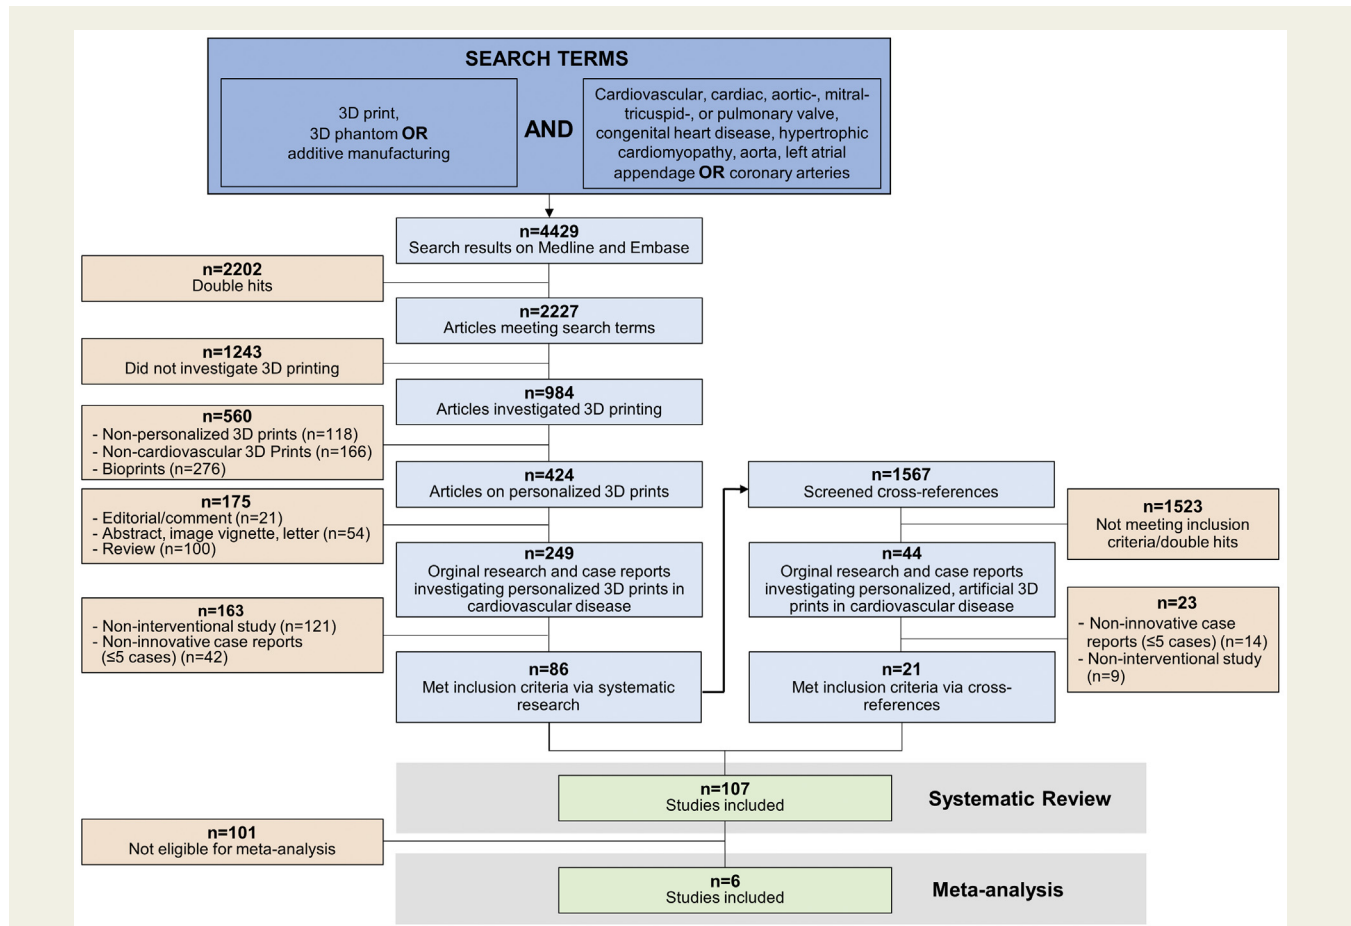 SEARCH TERMS
3D print,
3D phantom OR
additive manufacturing
AND
Cardiovascular, cardiac, aortic-, mitral-
tricuspid-, or pulmonary valve,
congenital heart disease, hypertrophic
cardiomyopathy, aorta, left atrial
appendage OR coronary arteries
n=4429
Search results on Medline and Embase
n=2202
Double hits
n=2227
Articles meeting search terms
n=1243
Did not investigate 3D printing
n=984
Articles investigated 3D printing
n=560
- Non-personalized 3D prints (n=118)
- Non-cardiovascular 3D Prints (n=166)
- Bioprints (n=276)
n=424
Articles on personalized 3D prints
n=175
- Editorial/comment (n=21)
- Abstract, image vignette, letter (n=54)
- Review (n=100)
n=249
Orginal research and case reports
investigating personalized 3D prints in
cardiovascular disease
n=163
- Non-interventional study (n=121)
- Non-innovative case reports
(≤5 cases) (n=42)
n=86
Met inclusion criteria via systematic
research
n=1567
Screened cross-references
n=1523
Not meeting inclusion
criteria/double hits
n=44
Orginal research and case reports
investigating personalized, artificial 3D
prints in cardiovascular disease
n=23
- Non-innovative case
reports (≤5 cases) (n=14)
- Non-interventional study
(n=9)
n=21
Met inclusion criteria via cross-
references
n=107
Studies included
Systematic Review
n=101
Not eligible for meta-analysis
n=6
Studies included
Meta-analysis